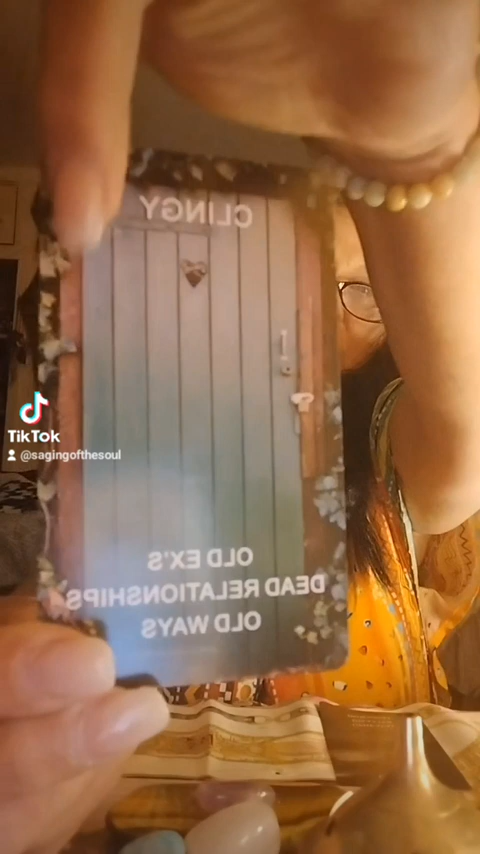 CLINGY
TikTok
@sagingofthesoul
OLD EX'S
DEAD RELATIONSHIPS
OLD WAYS